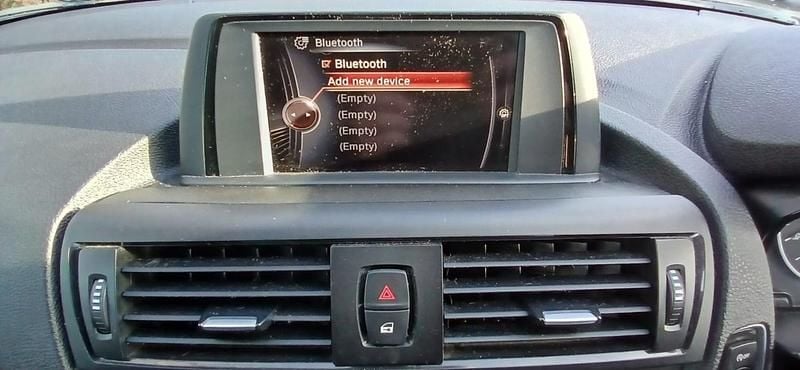 Bluetooth
Bluetooth
Add new device
(Empty)
(Empty)
(Empty)
(Empty)